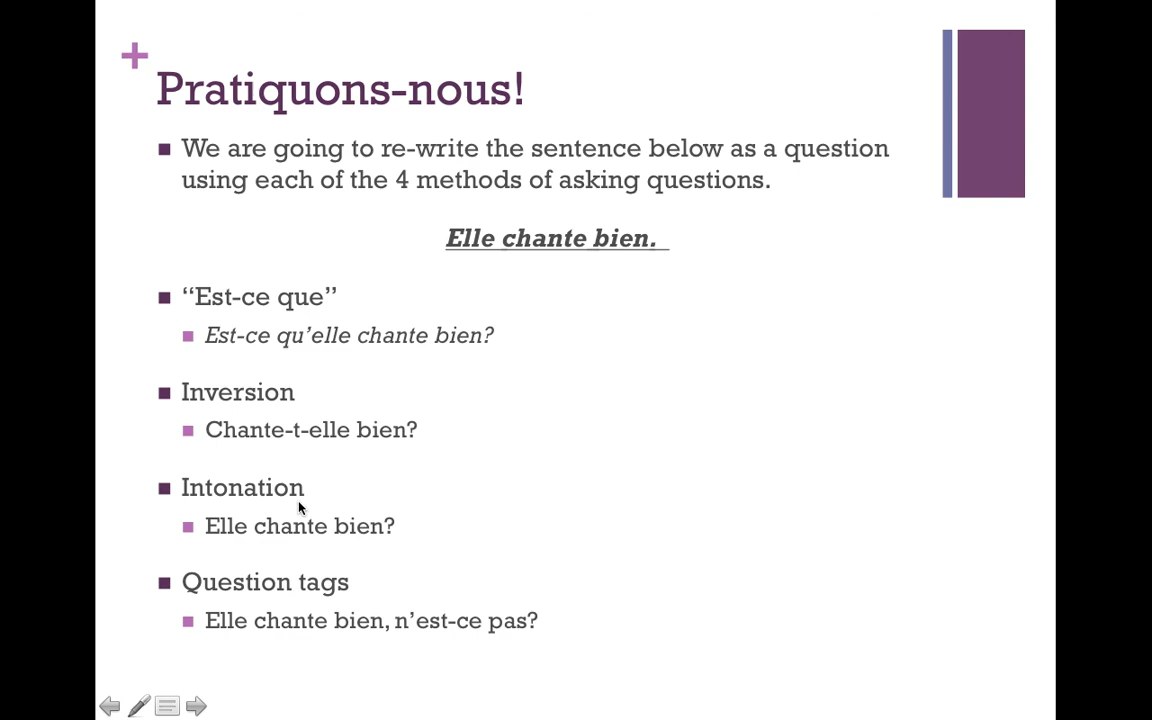 Pratiquons-nous!
We are going to re-write the sentence below as a question
using each of the 4 methods of asking questions.
Elle chante bien.
“Est-ce que”
Est-ce qu’elle chante bien?
Inversion
Chante-t-elle bien?
Intonation
Elle chante bien?
Question tags
Elle chante bien, n’est-ce pas?